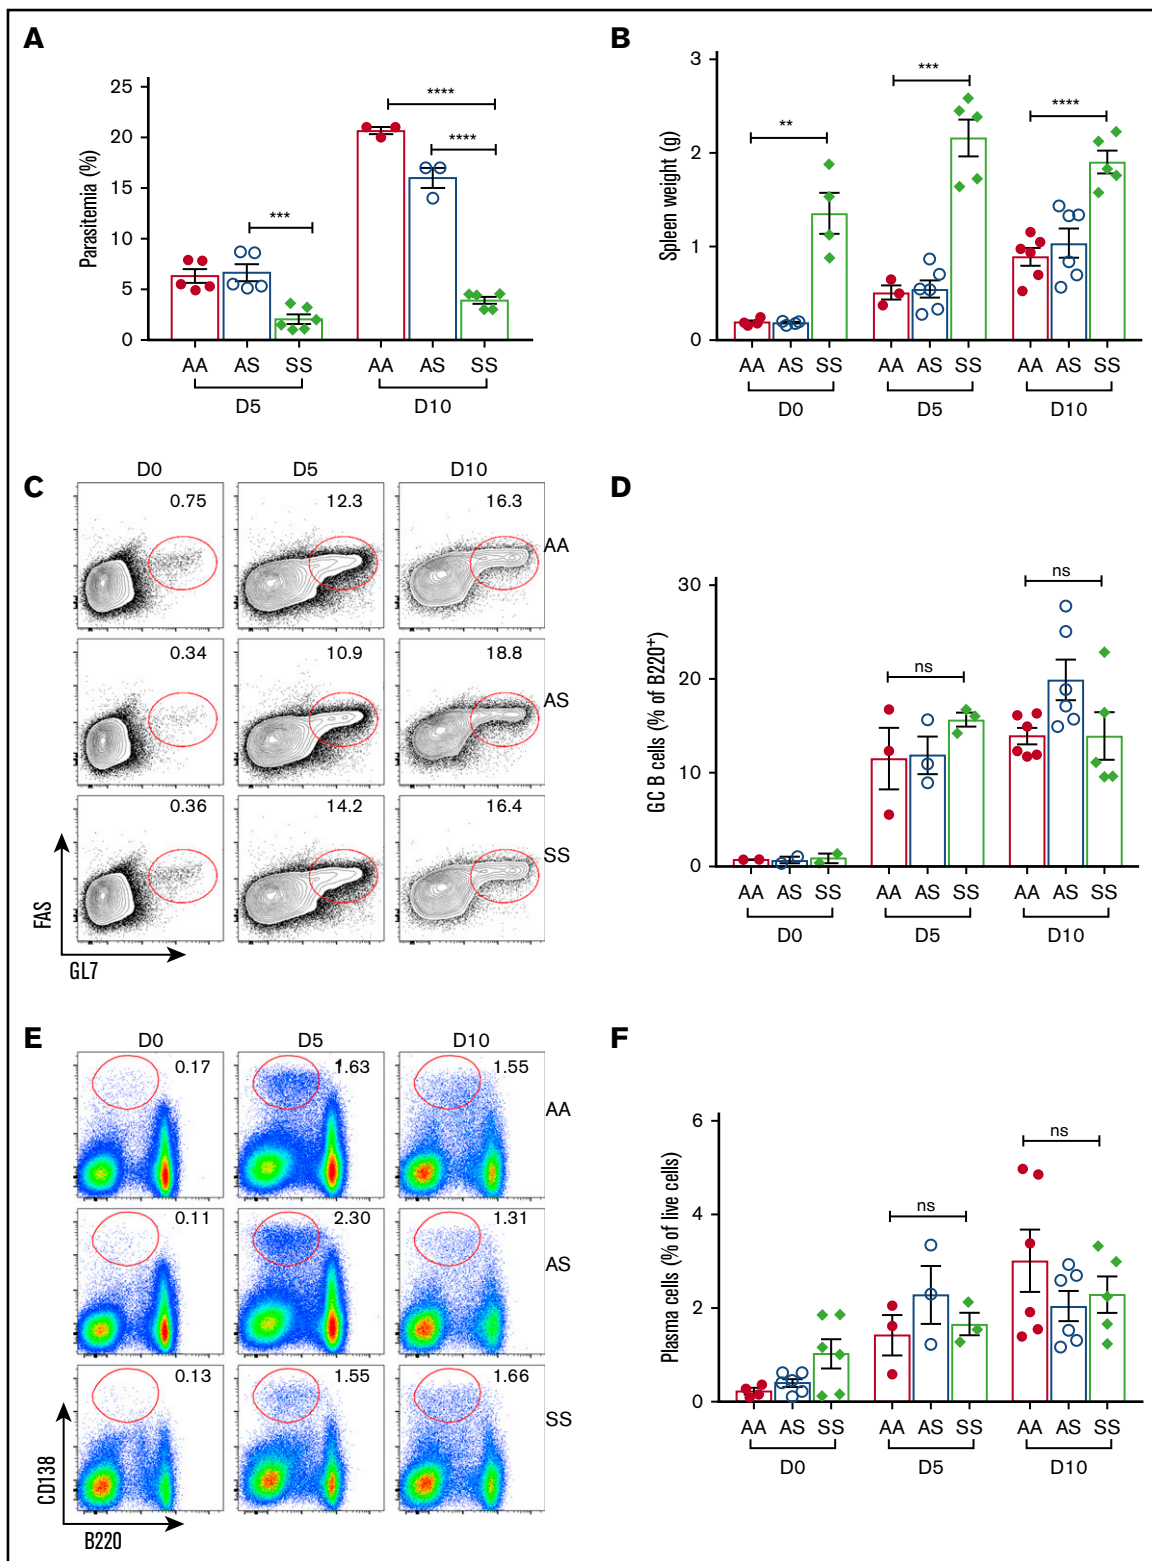 A
Parasitemia (%)
25
20
15
10
5
0
***
****
****
AA AS SS AA AS SS
D5 D10
B
Spleen weight (g)
3
2
1
0
**
***
****
AA AS SS AA AS SS AA AS SS
D0 D5 D10
C
D0 D5 D10
0.75 12.3 16.3
AA
0.34 10.9 18.8
AS
0.36 14.2 16.4
SS
FAS
GL7
D
GC B cells (% of B220⁺)
30
20
10
0
ns
ns
AA AS SS AA AS SS AA AS SS
D0 D5 D10
E
D0 D5 D10
0.17 1.63 1.55
AA
0.11 2.30 1.31
AS
0.13 1.55 1.66
SS
CD138
B220
F
Plasma cells (% of live cells)
6
4
2
0
ns
ns
AA AS SS AA AS SS AA AS SS
D0 D5 D10